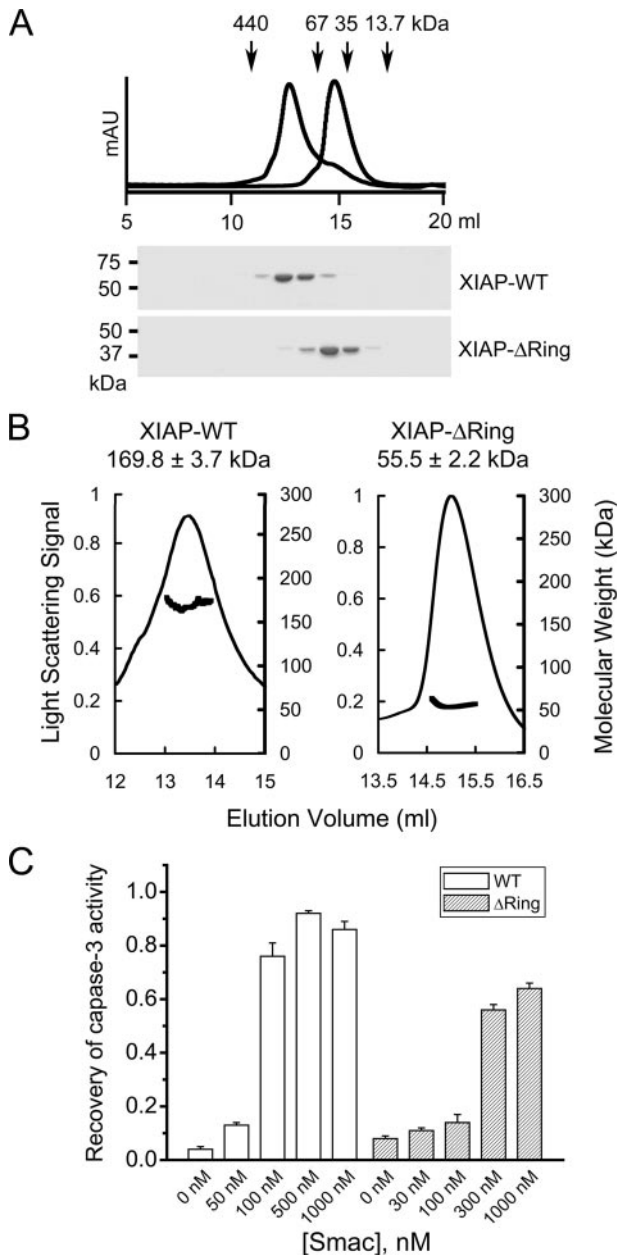 A
440 67 35 13.7 kDa
mAU
5 10 15 20 ml
75
50
XIAP-WT
50
37
XIAP-ΔRing
kDa
B
XIAP-WT
169.8 ± 3.7 kDa
XIAP-ΔRing
55.5 ± 2.2 kDa
Light Scattering Signal
1
0.8
0.6
0.4
0.2
0
300
250
200
150
100
50
0
12 13 14 15
1
0.8
0.6
0.4
0.2
0
300
250
200
150
100
50
0
13.5 14.5 15.5 16.5
Molecular Weight (kDa)
Elution Volume (ml)
C
Recovery of capase-3 activity
1.0
0.8
0.6
0.4
0.2
0.0
WT
ΔRing
0 nM 50 nM 100 nM 500 nM 1000 nM 0 nM 30 nM 100 nM 300 nM 1000 nM
[Smac], nM